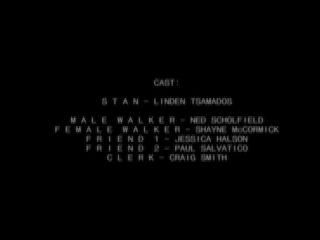 CAST:
STAN - LINDEN TSAMADOS
MALE WALKER - NED SCHOLFIELD
FEMALE WALKER - SHAYNE McCORMICK
FRIEND 1 - JESSICA HALSON
FRIEND 2 - PAUL SALVATICO
CLERK - CRAIG SMITH